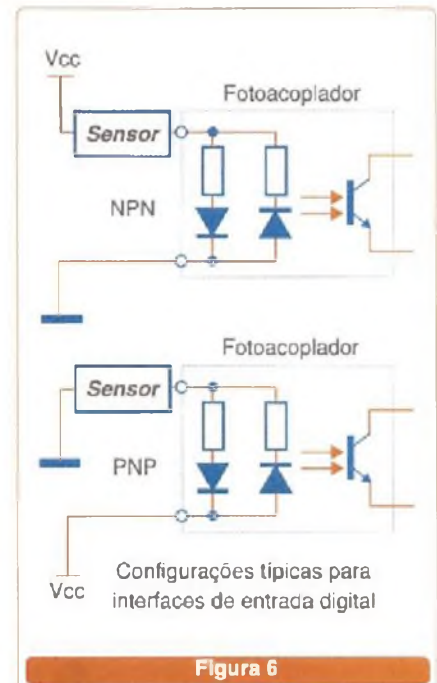 Vcc
Fotoacoplador
Sensor
NPN
Fotoacoplador
Sensor
PNP
Vcc
Configurações típicas para
interfaces de entrada digital
Figura 6